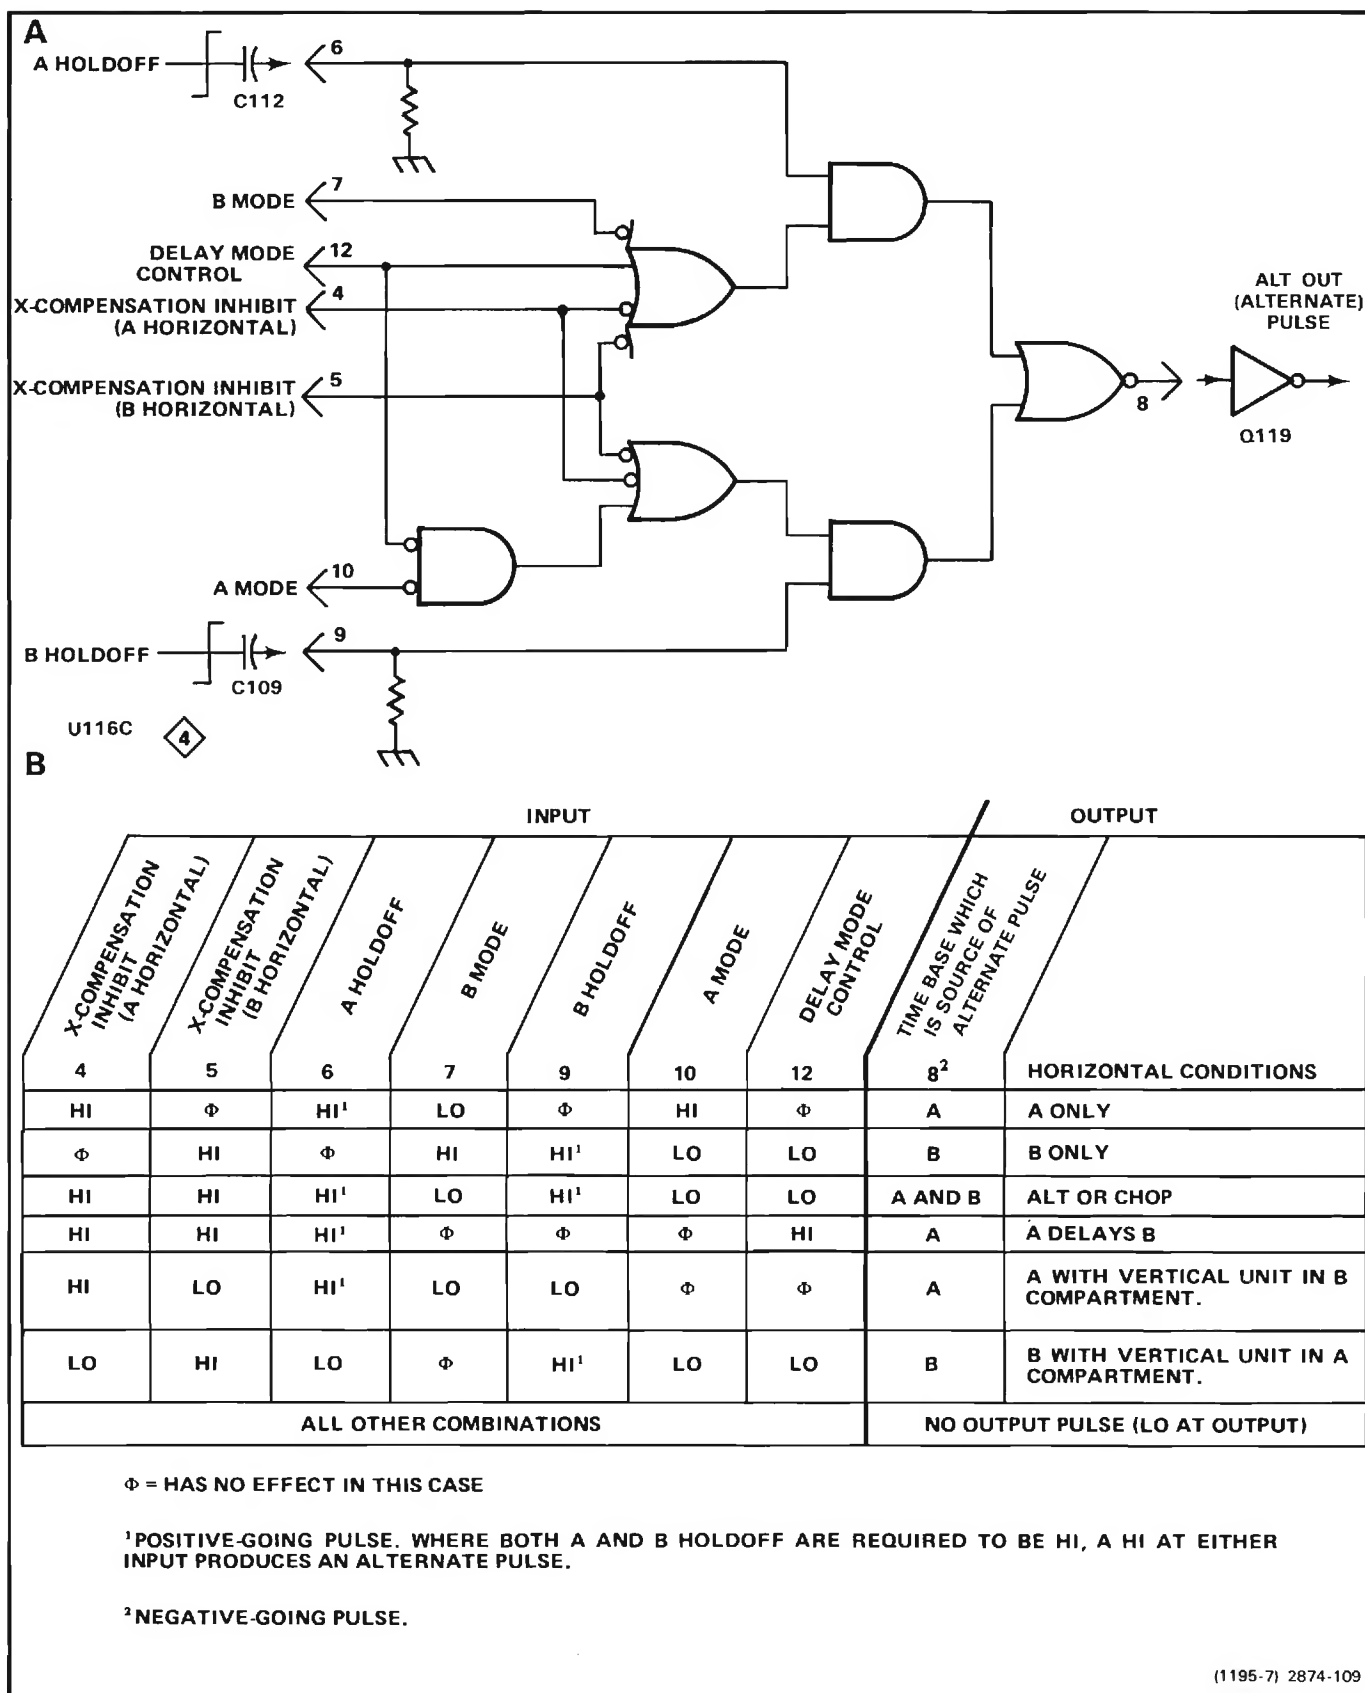 A
A HOLDOFF
6
C112
B MODE
7
DELAY MODE
CONTROL
12
X-COMPENSATION INHIBIT
(A HORIZONTAL)
4
X-COMPENSATION INHIBIT
(B HORIZONTAL)
5
ALT OUT
(ALTERNATE)
PULSE
8
Q119
A MODE
10
B HOLDOFF
9
C109
U116C
4
B
INPUT
OUTPUT
X-COMPENSATION
INHIBIT
(A HORIZONTAL)
X-COMPENSATION
INHIBIT
(B HORIZONTAL)
A HOLDOFF
B MODE
B HOLDOFF
A MODE
DELAY MODE
CONTROL
TIME BASE WHICH
IS SOURCE OF
ALTERNATE PULSE
4 5 6 7 9 10 12 8² HORIZONTAL CONDITIONS
HI Φ HI¹ LO Φ HI Φ A A ONLY
Φ HI Φ HI HI¹ LO LO B B ONLY
HI HI HI¹ LO HI¹ LO LO A AND B ALT OR CHOP
HI HI HI¹ Φ Φ Φ HI A A DELAYS B
HI LO HI¹ LO LO Φ Φ A A WITH VERTICAL UNIT IN B
COMPARTMENT.
LO HI LO Φ HI¹ LO LO B B WITH VERTICAL UNIT IN A
COMPARTMENT.
ALL OTHER COMBINATIONS NO OUTPUT PULSE (LO AT OUTPUT)
Φ = HAS NO EFFECT IN THIS CASE
¹POSITIVE-GOING PULSE. WHERE BOTH A AND B HOLDOFF ARE REQUIRED TO BE HI, A HI AT EITHER
INPUT PRODUCES AN ALTERNATE PULSE.
²NEGATIVE-GOING PULSE.
(1195-7) 2874-109